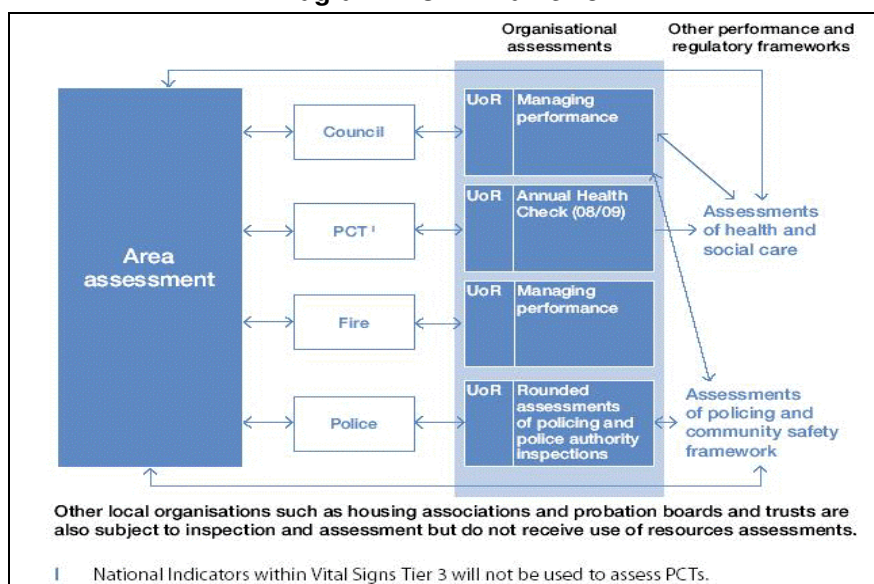 Organisational
assessments
Other performance and
regulatory frameworks
Area
assessment
Council
UoR
Managing
performance
PCT I
UoR
Annual Health
Check (08/09)
Assessments
of health and
social care
Fire
UoR
Managing
performance
Police
UoR
Rounded
assessments
of policing and
police authority
inspections
Assessments
of policing and
community safety
framework
Other local organisations such as housing associations and probation boards and trusts are
also subject to inspection and assessment but do not receive use of resources assessments.
I National Indicators within Vital Signs Tier 3 will not be used to assess PCTs.